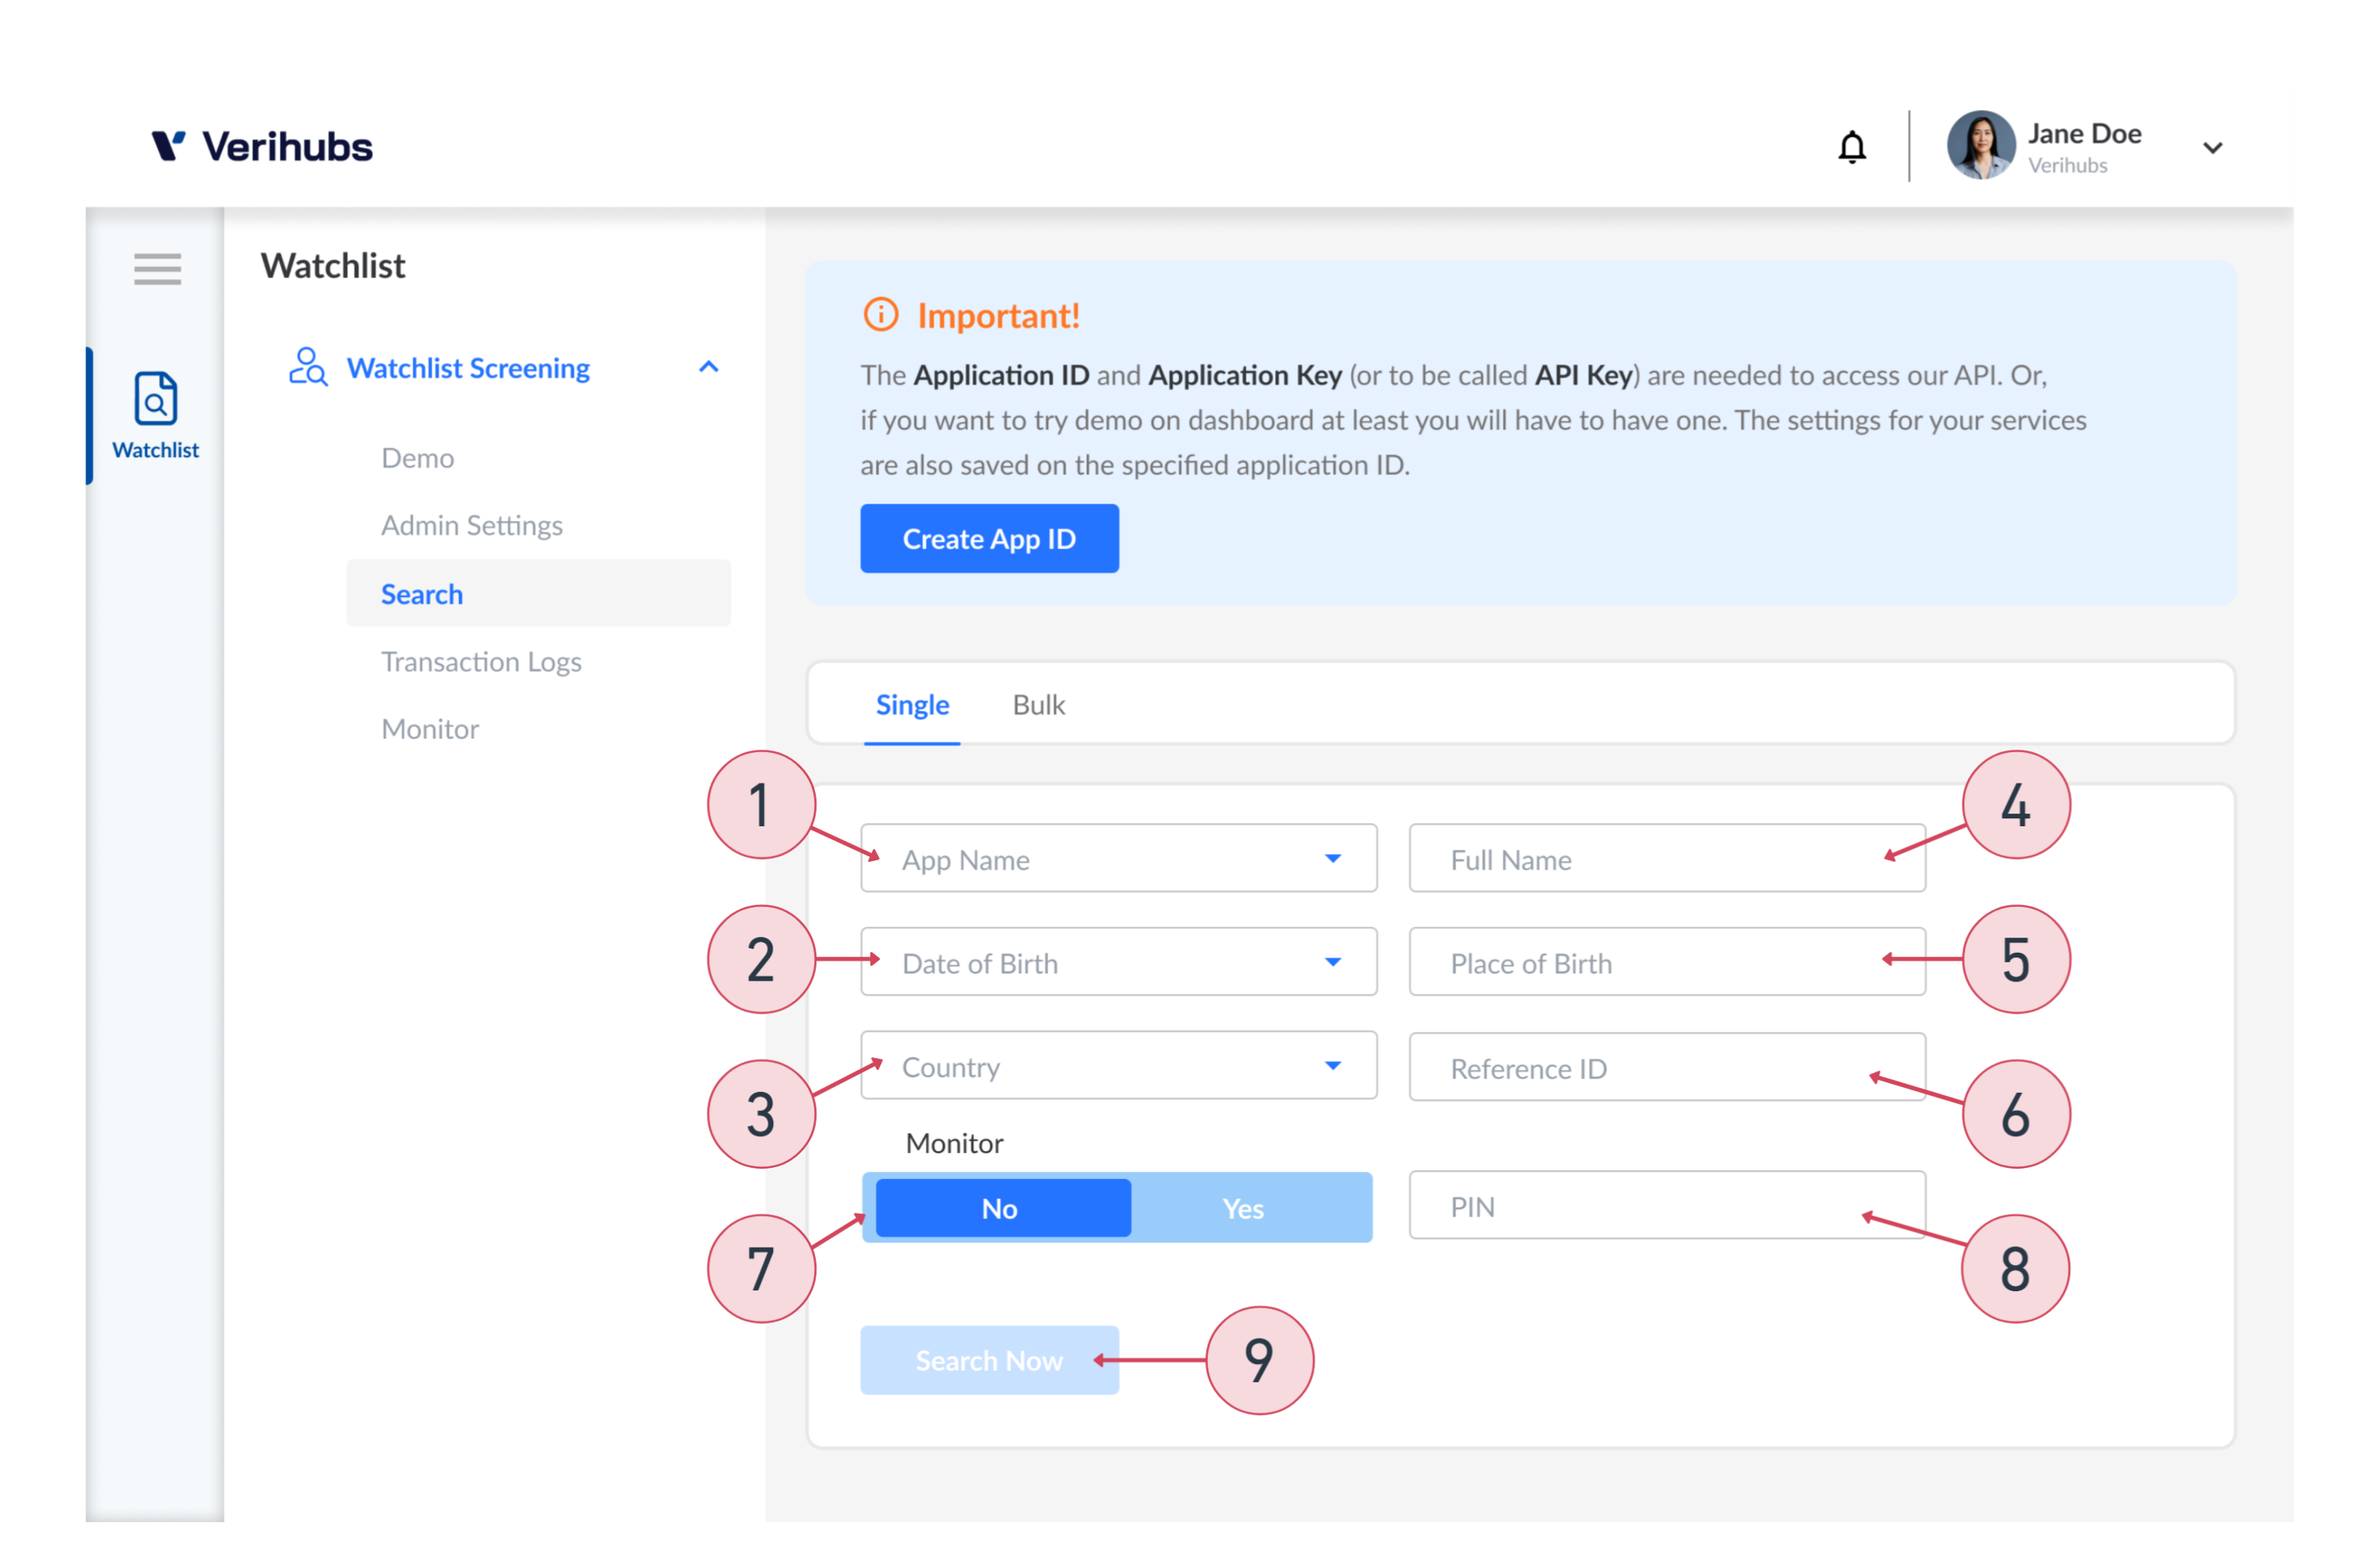 Verihubs
Jane Doe
Verihubs
Watchlist
Watchlist
Watchlist Screening
Demo
Admin Settings
Search
Transaction Logs
Monitor
Important!
The Application ID and Application Key (or to be called API Key) are needed to access our API. Or,
if you want to try demo on dashboard at least you will have to have one. The settings for your services
are also saved on the specified application ID.
Create App ID
Single Bulk
1
App Name
Full Name
4
2
Date of Birth
Place of Birth
5
3
Country
Reference ID
6
Monitor
7
No Yes
PIN
8
Search Now
9